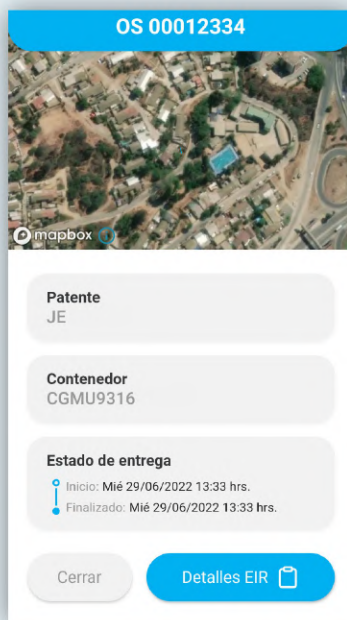 OS 00012334
mapbox
Patente
JE
Contenedor
CGMU9316
Estado de entrega
Inicio: Mié 29/06/2022 13:33 hrs.
Finalizado: Mié 29/06/2022 13:33 hrs.
Cerrar
Detalles EIR